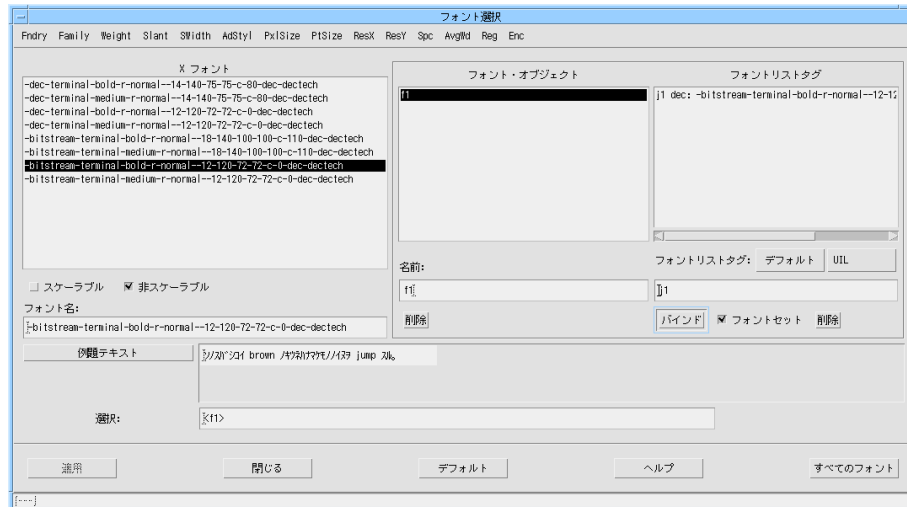 フォント選択
Fndry Family Weight Slant SWidth AdStyl PxlSize PtSize ResX ResY Spc AvgWd Reg Enc
X フォント
-dec-terminal-bold-r-normal--14-140-75-75-c-80-dec-dectech
-dec-terminal-medium-r-normal--14-140-75-75-c-80-dec-dectech
-dec-terminal-bold-r-normal--12-120-72-72-c-0-dec-dectech
-dec-terminal-medium-r-normal--12-120-72-72-c-0-dec-dectech
-bitstream-terminal-bold-r-normal--18-140-100-100-c-110-dec-dectech
-bitstream-terminal-medium-r-normal--18-140-100-100-c-110-dec-dectech
-bitstream-terminal-bold-r-normal--12-120-72-72-c-0-dec-dectech
-bitstream-terminal-medium-r-normal--12-120-72-72-c-0-dec-dectech
スケーラブル 非スケーラブル
フォント名:
-bitstream-terminal-bold-r-normal--12-120-72-72-c-0-dec-dectech
フォント・オブジェクト
f1
名前:
f1
削除
フォントリストタグ
j1 dec: -bitstream-terminal-bold-r-normal--12-12
フォントリストタグ: デフォルト UIL
j1
バインド フォントセット 削除
例題テキスト
brown jump スル。
選択:
<f1>
適用 閉じる デフォルト ヘルプ すべてのフォント
[---]